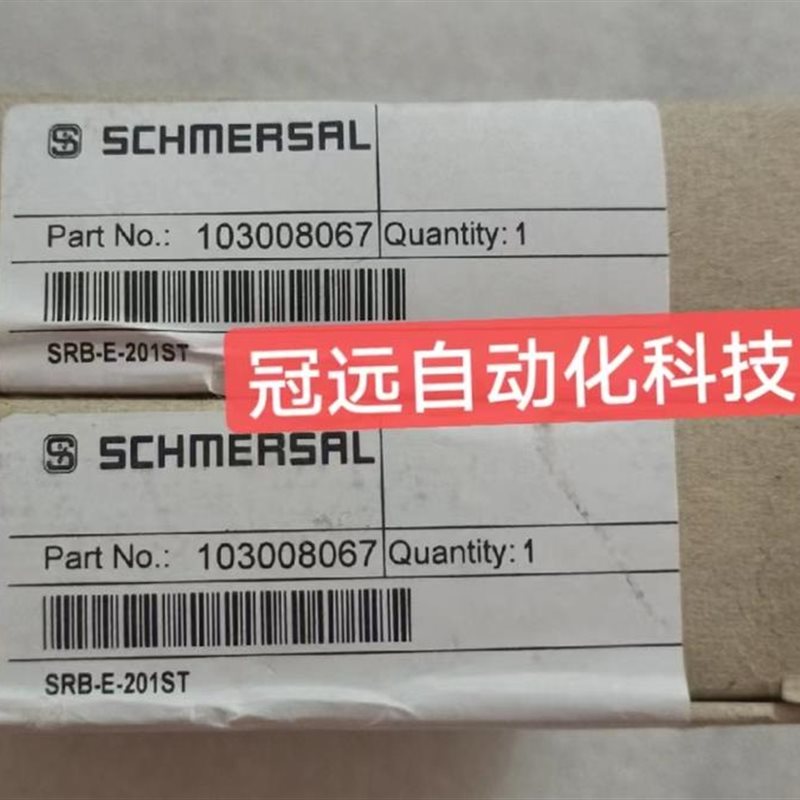 SCHMERSAL
Part No.: 103008067 Quantity: 1
SRB-E-201ST
冠远自动化科技
SCHMERSAL
Part No.: 103008067 Quantity: 1
SRB-E-201ST